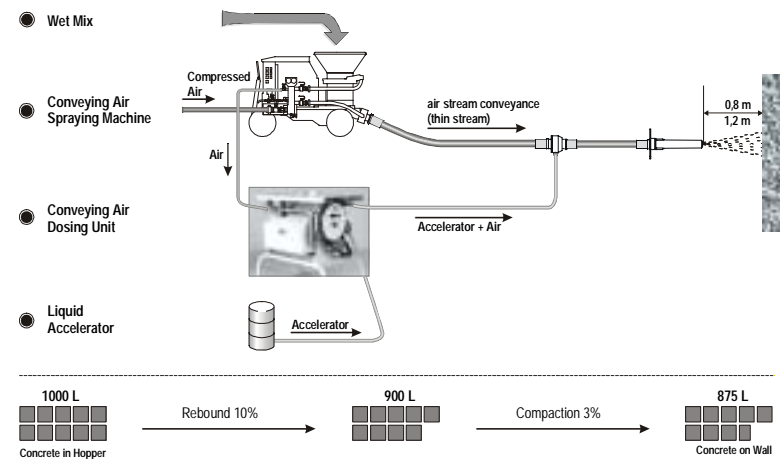 Wet Mix
Compressed
Air
Conveying Air
Spraying Machine
air stream conveyance
(thin stream)
0,8 m
1,2 m
Air
Conveying Air
Dosing Unit
Accelerator + Air
Liquid
Accelerator
Accelerator
1000 L
Rebound 10%
900 L
Compaction 3%
875 L
Concrete in Hopper
Concrete on Wall